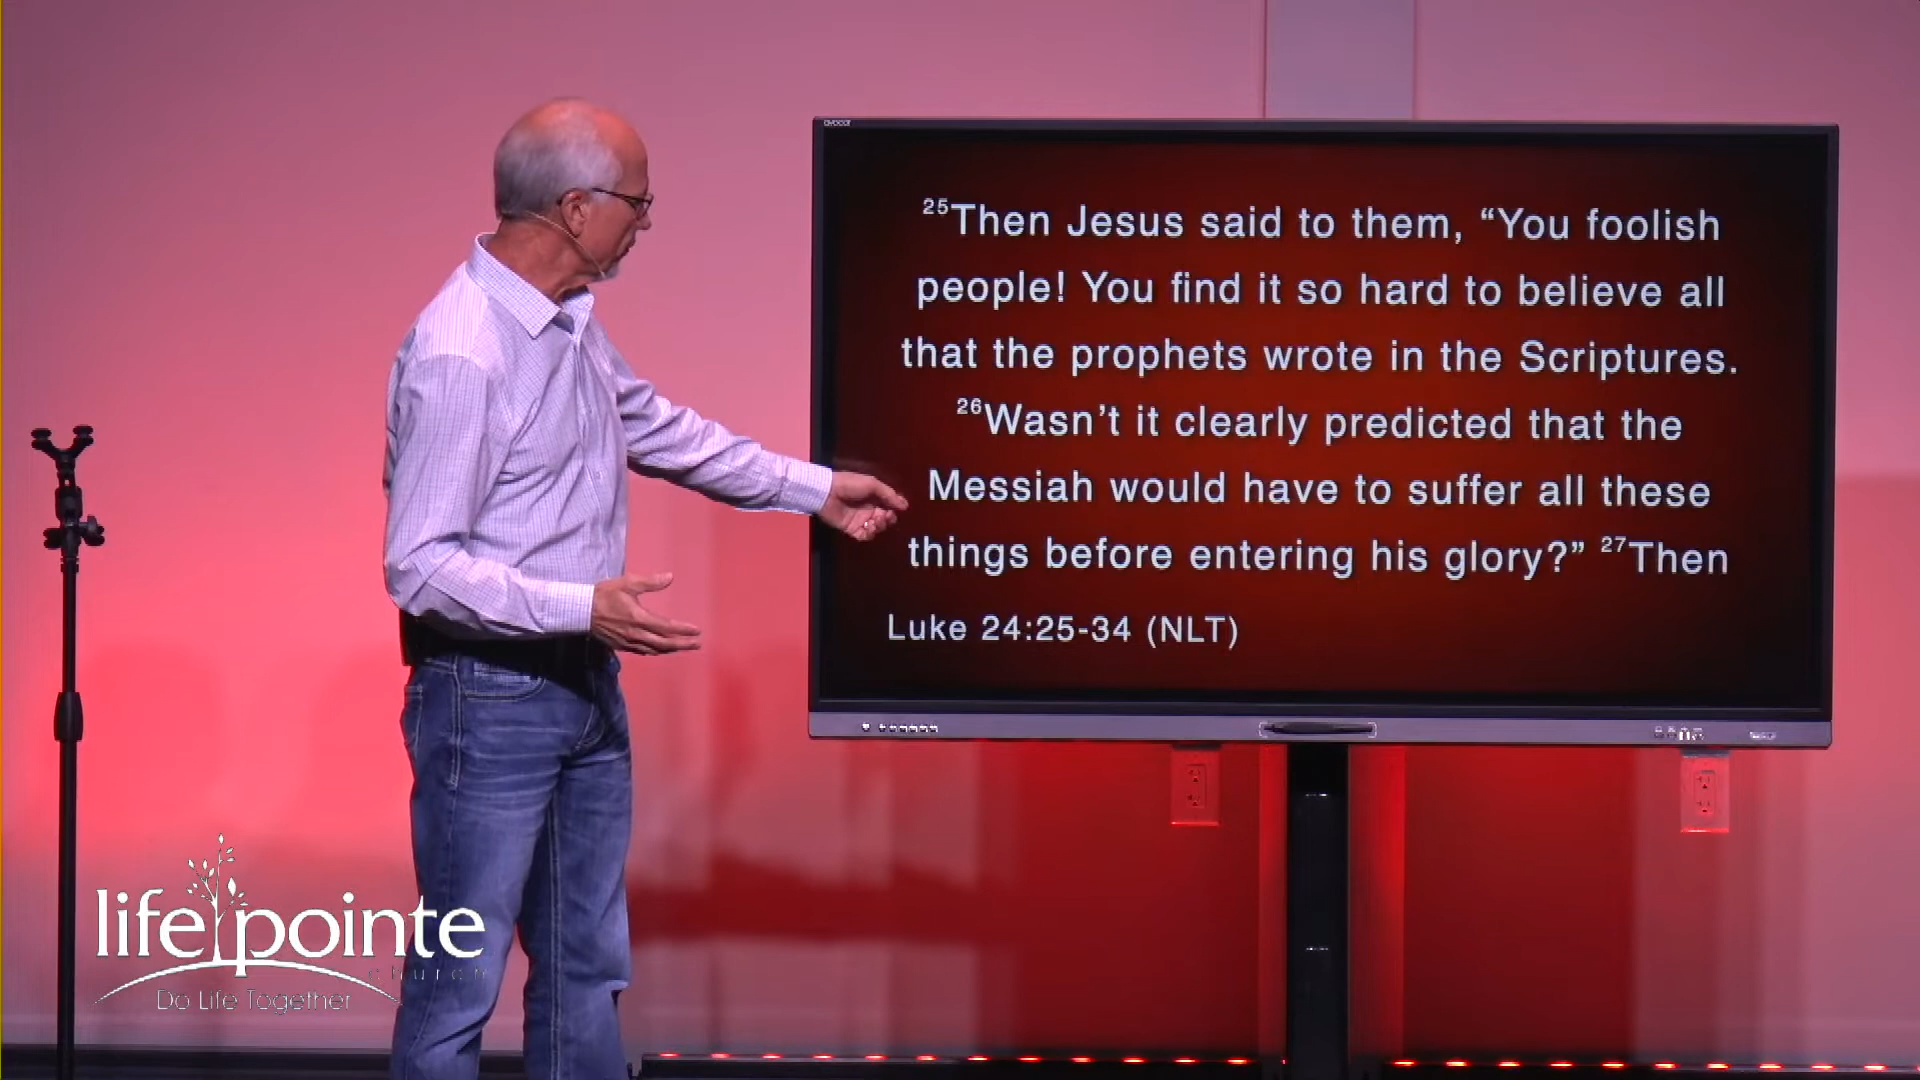 avocor
²⁵Then Jesus said to them, “You foolish
people! You find it so hard to believe all
that the prophets wrote in the Scriptures.
²⁶Wasn’t it clearly predicted that the
Messiah would have to suffer all these
things before entering his glory?” ²⁷Then
Luke 24:25-34 (NLT)
life pointe
church
Do Life Together